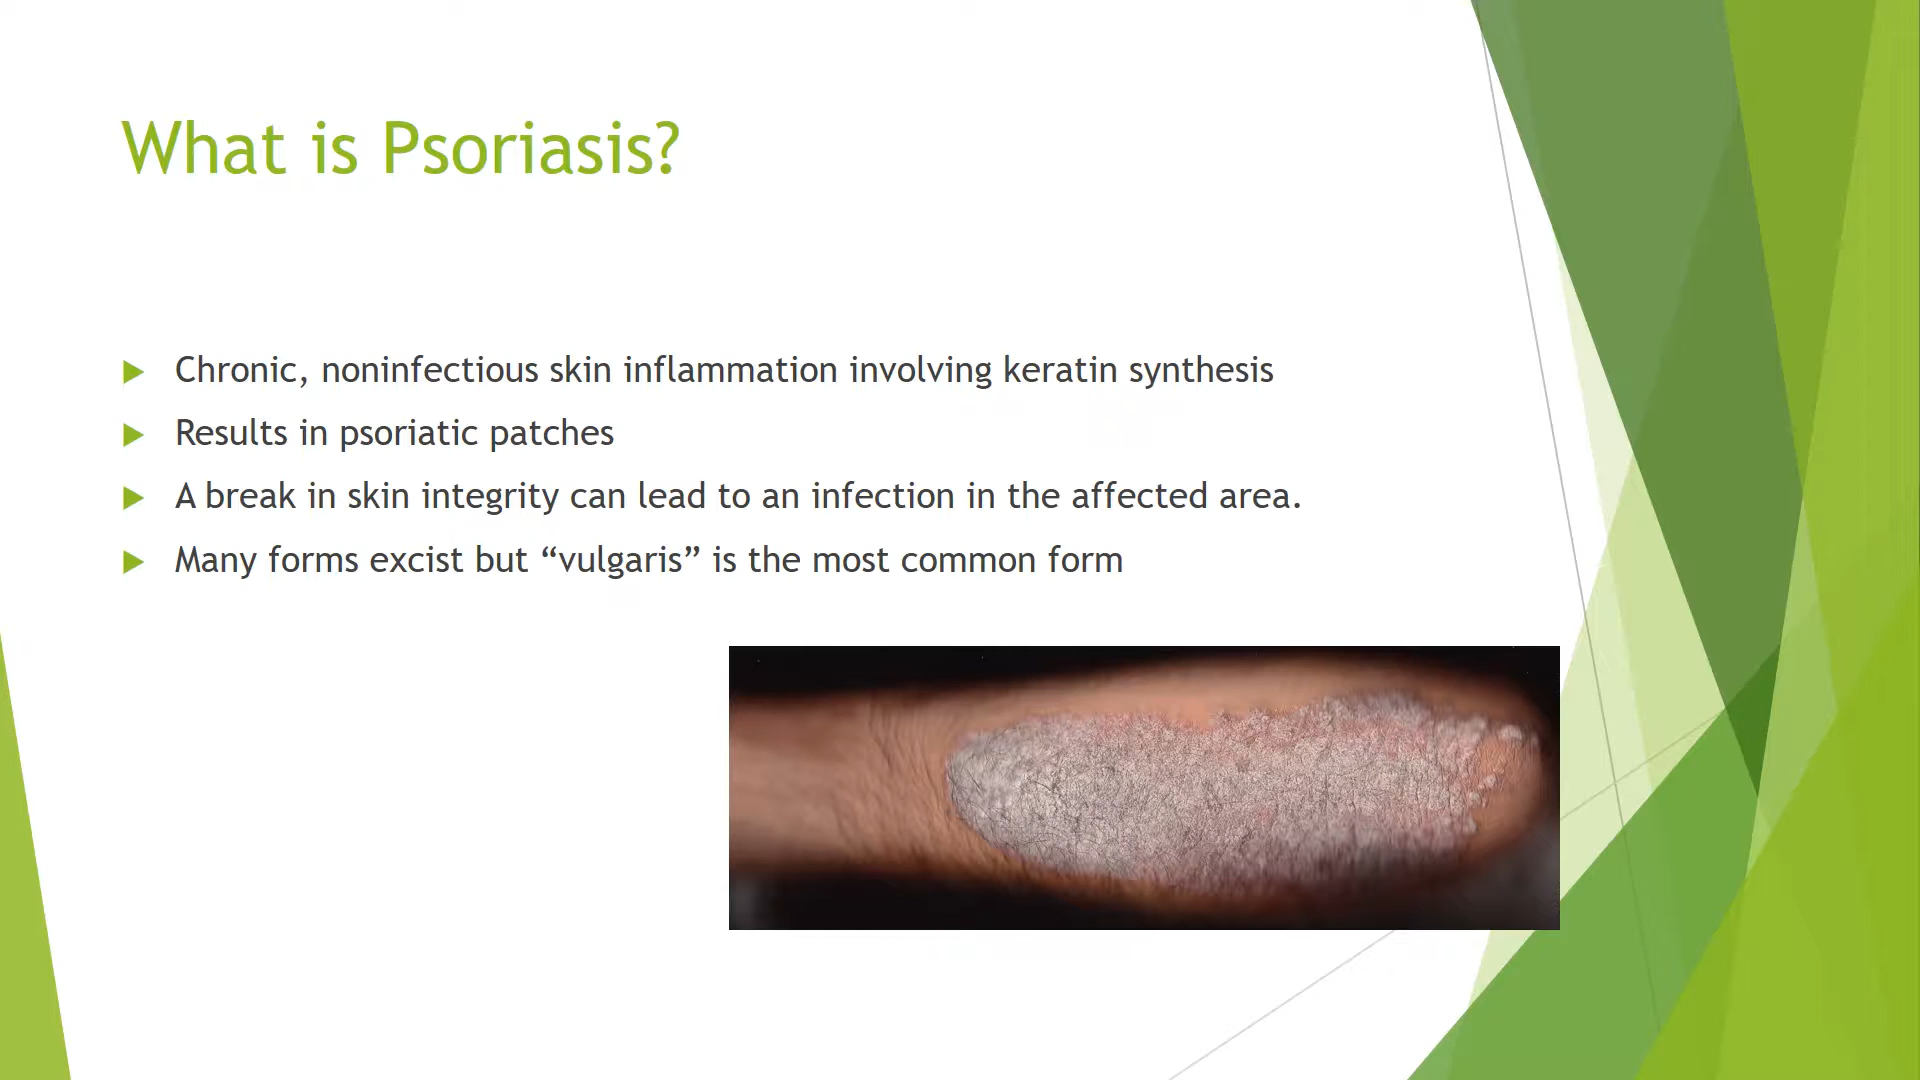 What is Psoriasis?
Chronic, noninfectious skin inflammation involving keratin synthesis
Results in psoriatic patches
A break in skin integrity can lead to an infection in the affected area.
Many forms excist but “vulgaris” is the most common form